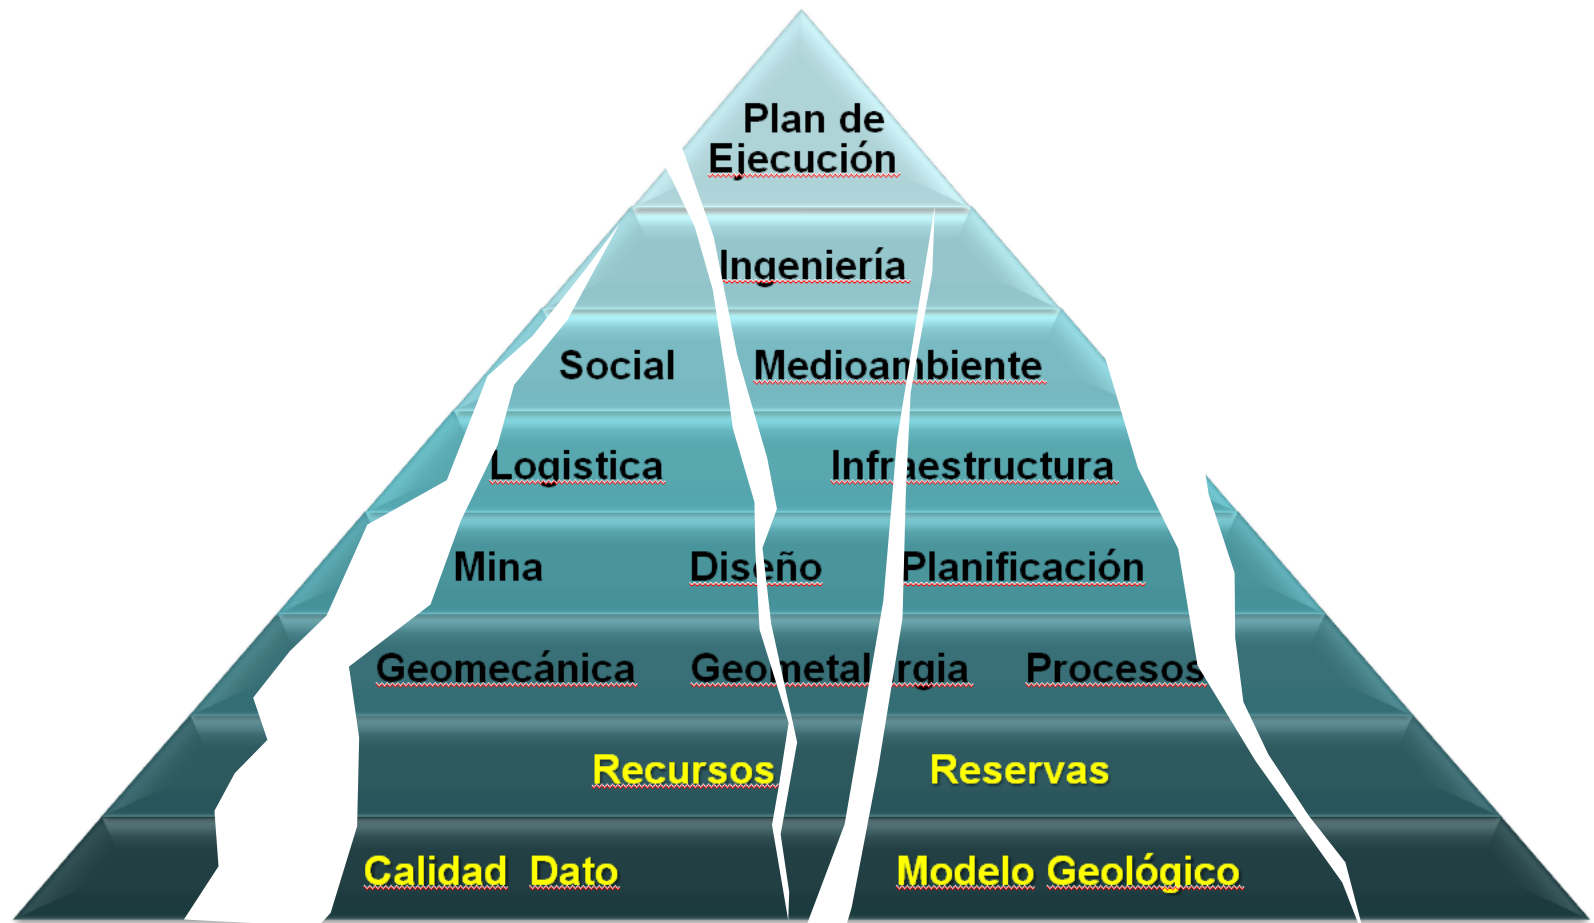 Plan de
Ejecución
Ingeniería
Social Medioambiente
Logistica Infraestructura
Mina Diseño Planificación
Geomecánica Geometalurgia Procesos
Recursos Reservas
Calidad Dato Modelo Geológico